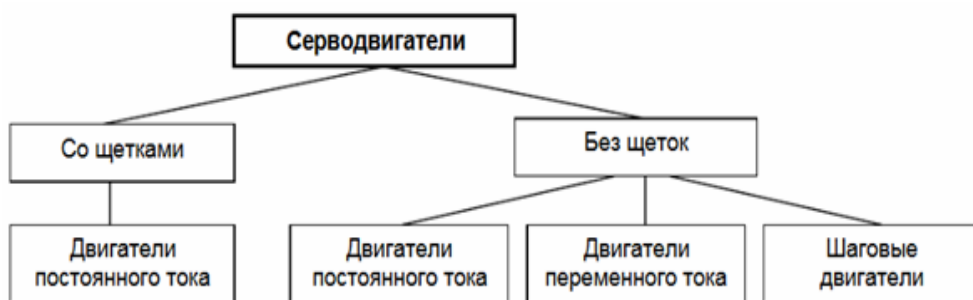 Серводвигатели
Со щетками
Без щеток
Двигатели
постоянного тока
Двигатели
постоянного тока
Двигатели
переменного тока
Шаговые
двигатели